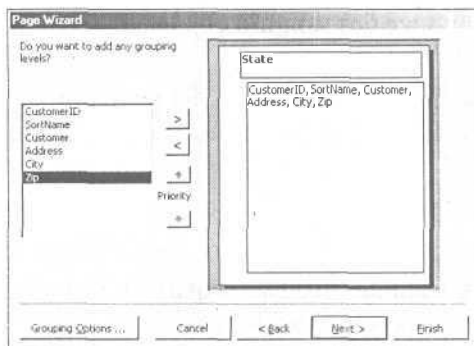 Page Wizard
Do you want to add any grouping
levels?
CustomerID
SortName
Customer
Address
City
Zip
>
<
Priority
State
CustomerID, SortName, Customer,
Address, City, Zip
Grouping Options ...
Cancel
< Back
Next >
Finish